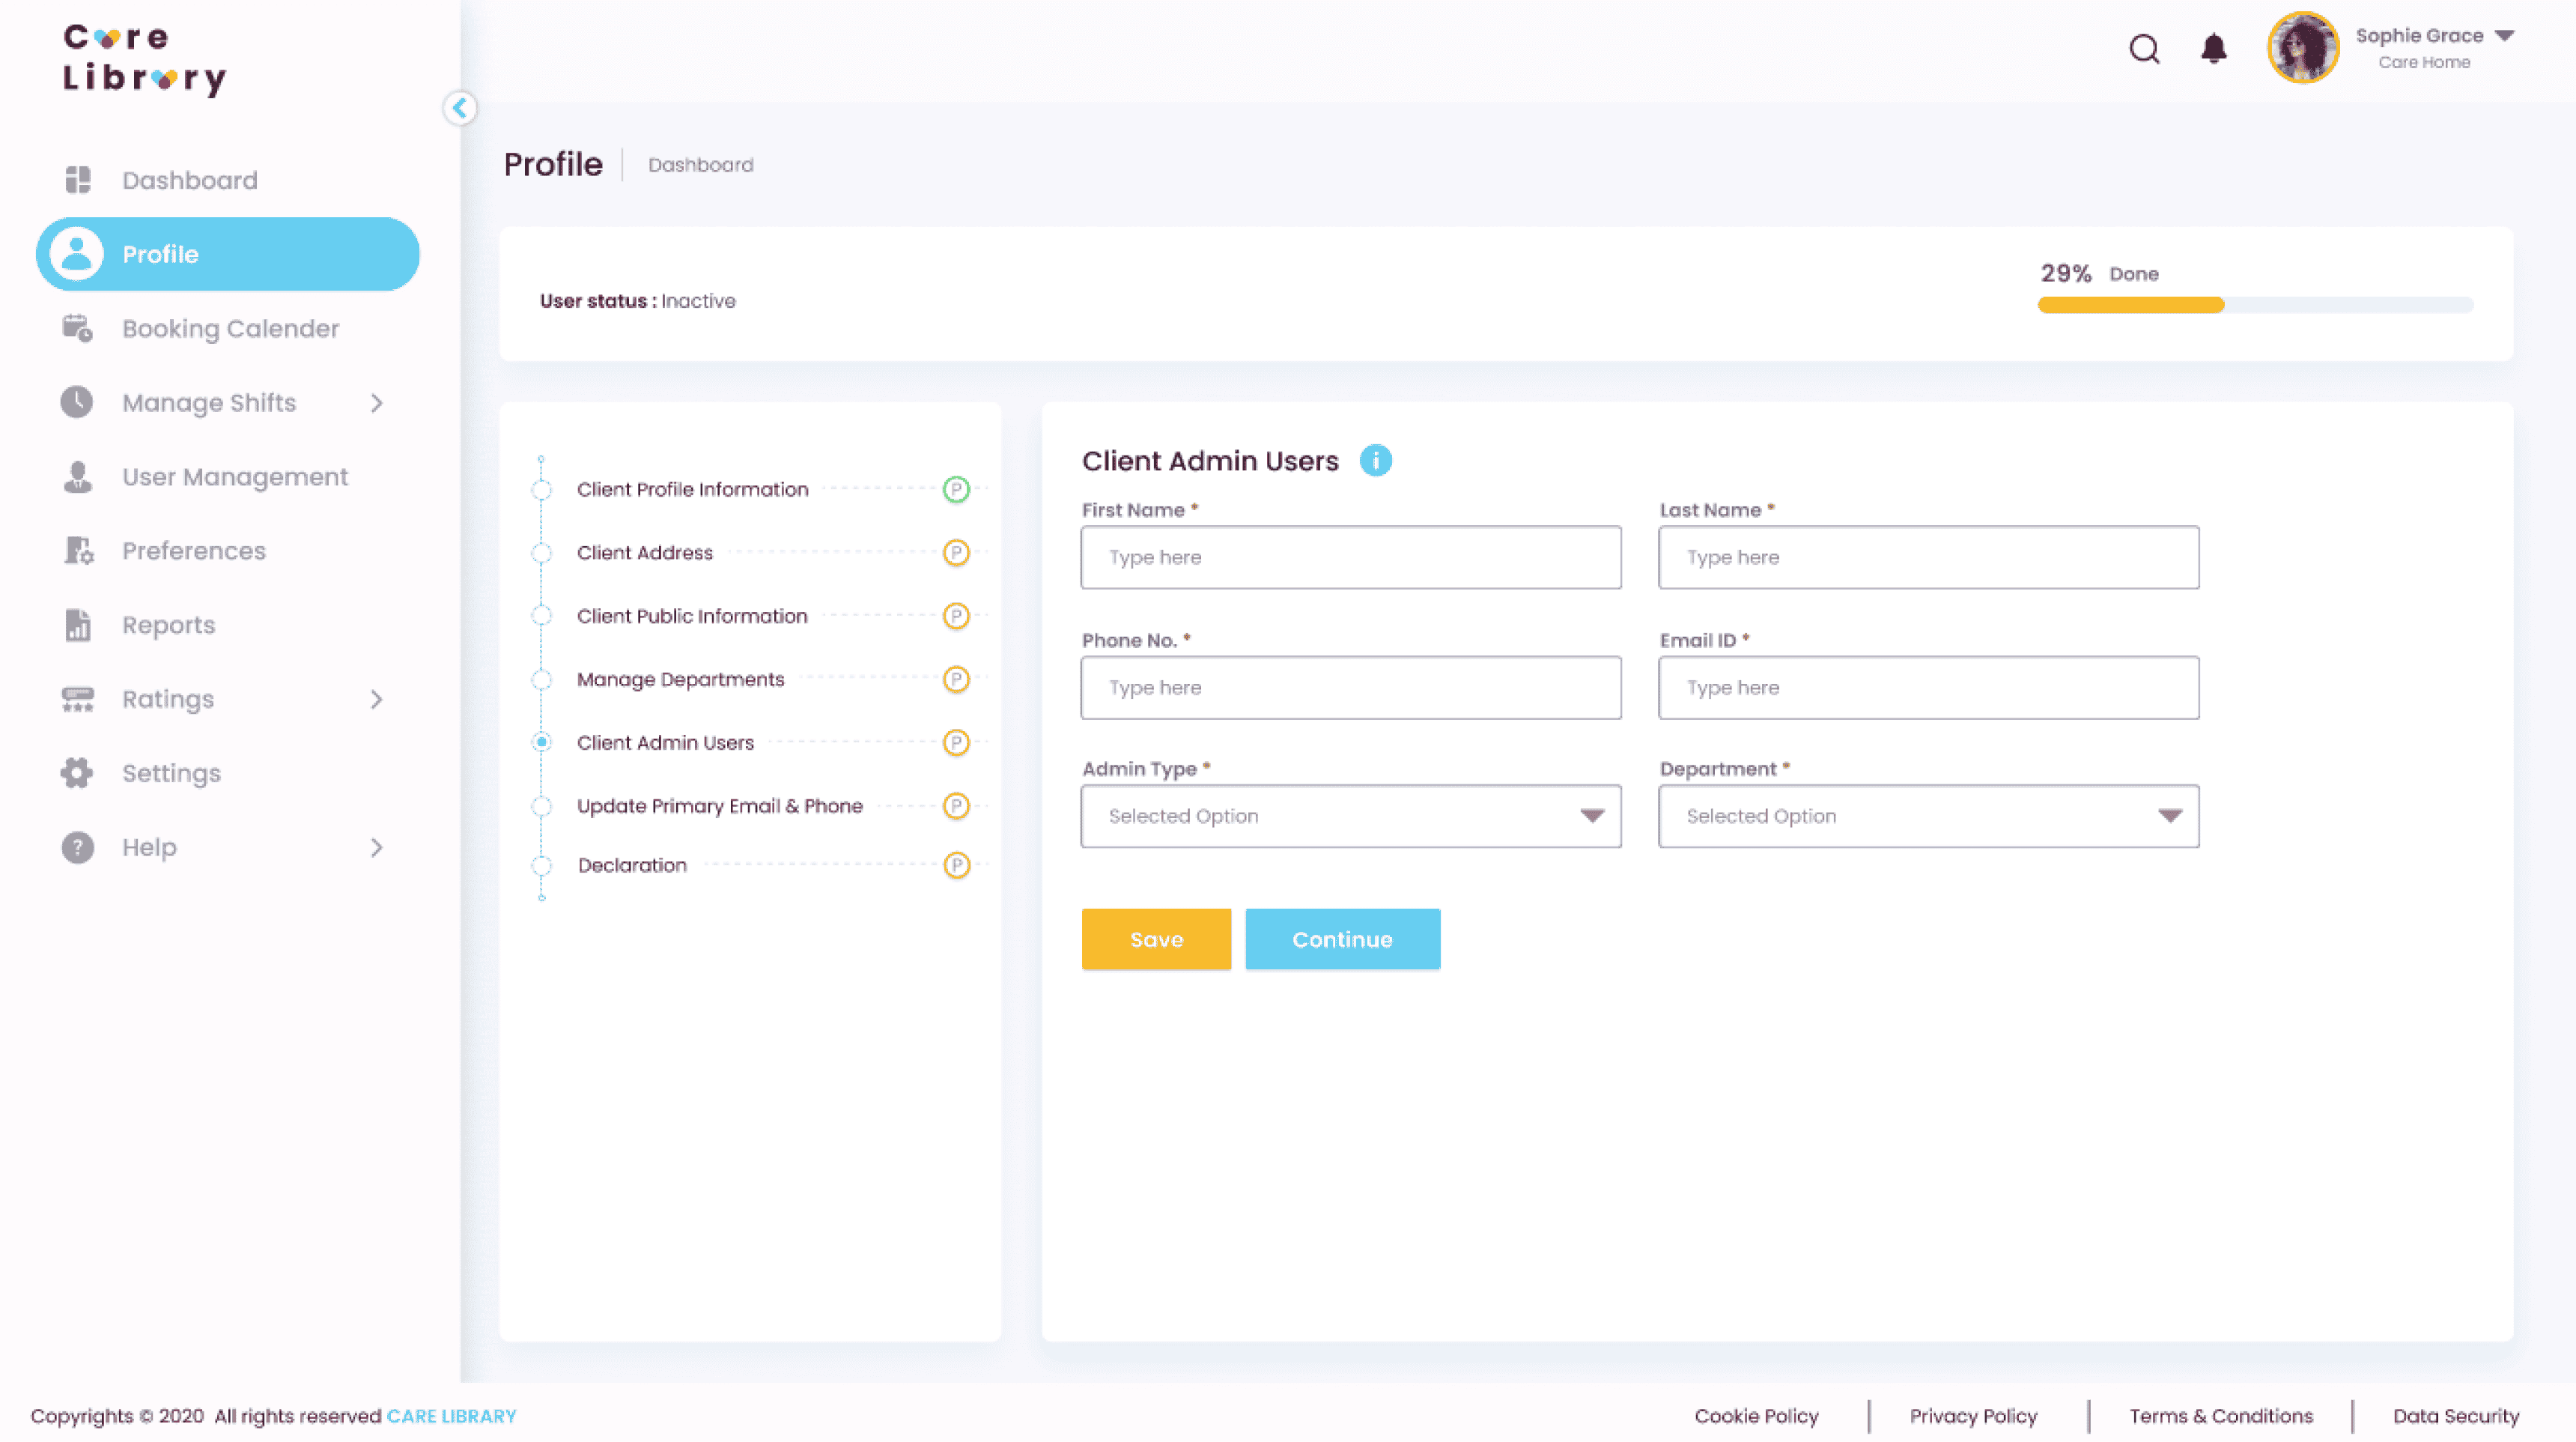 Care
Library
Sophie Grace
Care Home
Dashboard
Profile
Booking Calender
Manage Shifts
User Management
Preferences
Reports
Ratings
Settings
? Help
Profile
Dashboard
User status : Inactive
29% Done
Client Profile Information P
Client Address P
Client Public Information P
Manage Departments P
Client Admin Users P
Update Primary Email & Phone P
Declaration P
Client Admin Users i
First Name *
Type here
Last Name *
Type here
Phone No. *
Type here
Email ID *
Type here
Admin Type *
Selected Option
Department *
Selected Option
Save
Continue
Copyrights © 2020 All rights reserved CARE LIBRARY
Cookie Policy
Privacy Policy
Terms & Conditions
Data Security